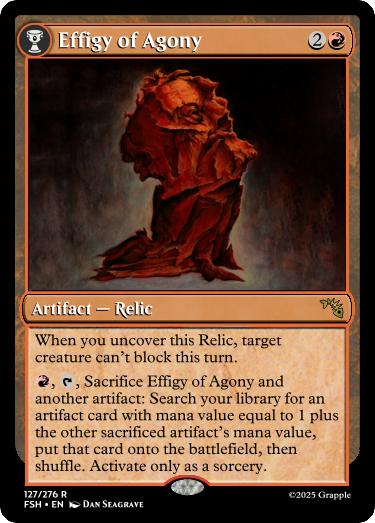 Effigy of Agony 2
Artifact — Relic
When you uncover this Relic, target
creature can't block this turn.
, , Sacrifice Effigy of Agony and
another artifact: Search your library for an
artifact card with mana value equal to 1 plus
the other sacrificed artifact's mana value,
put that card onto the battlefield, then
shuffle. Activate only as a sorcery.
127/276 R
FSH • EN Dan Seagrave
©2025 Grapple